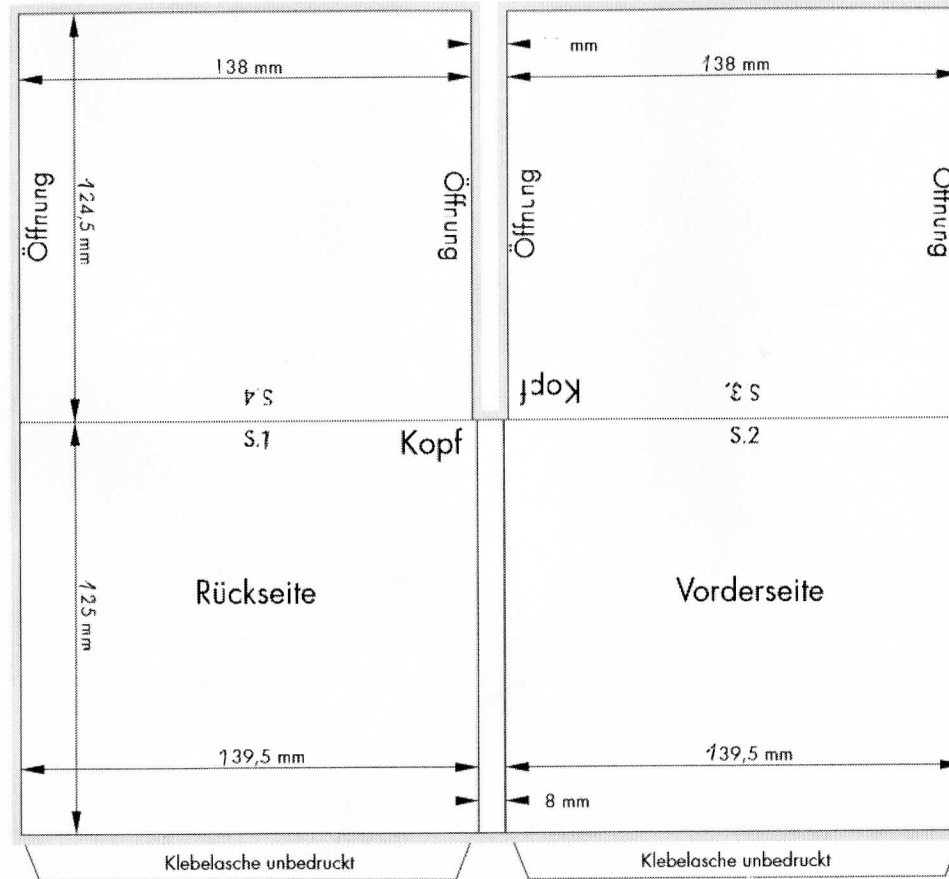 mm
138 mm
138 mm
Öffnung
124,5 mm
Öffnung
Öffnung
Öffnung
S.4
Kopf
S.3.
S.1
Kopf
S.2
125 mm
Rückseite
Vorderseite
139,5 mm
139,5 mm
8 mm
Klebelasche unbedruckt
Klebelasche unbedruckt